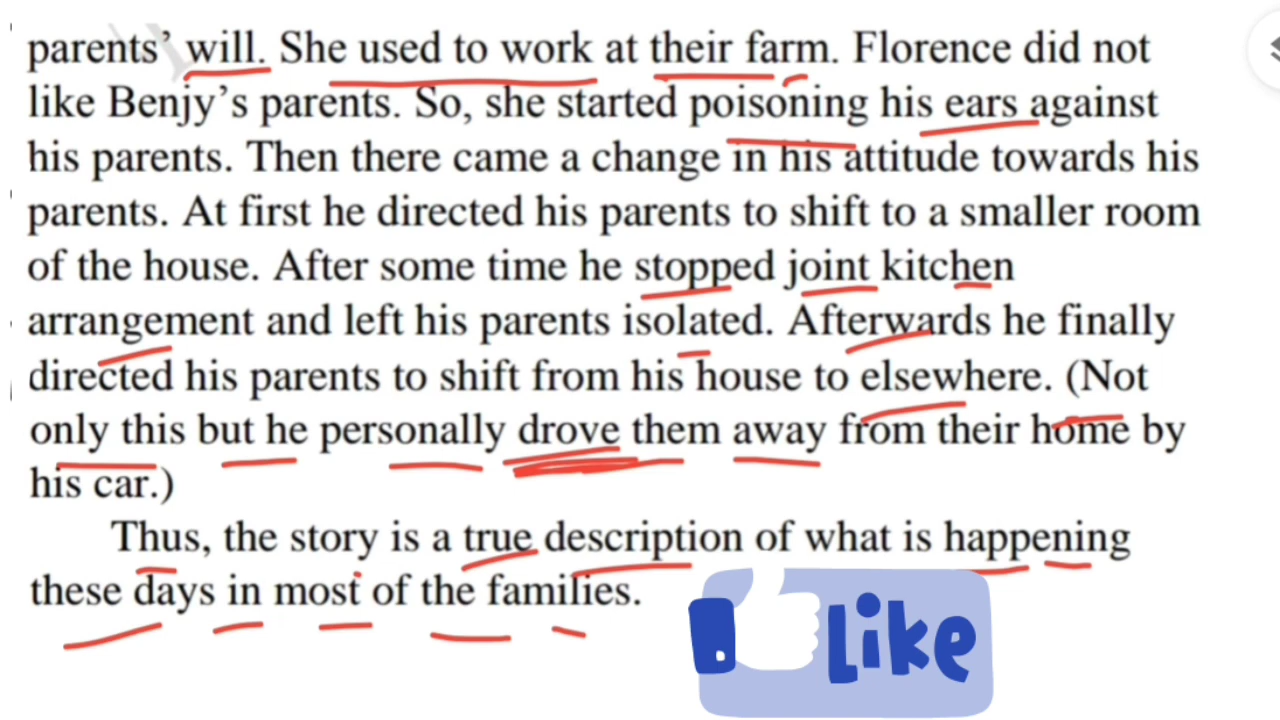 parents’ will. She used to work at their farm. Florence did not
like Benjy’s parents. So, she started poisoning his ears against
his parents. Then there came a change in his attitude towards his
parents. At first he directed his parents to shift to a smaller room
of the house. After some time he stopped joint kitchen
arrangement and left his parents isolated. Afterwards he finally
directed his parents to shift from his house to elsewhere. (Not
only this but he personally drove them away from their home by
his car.)
Thus, the story is a true description of what is happening
these days in most of the families.
Like